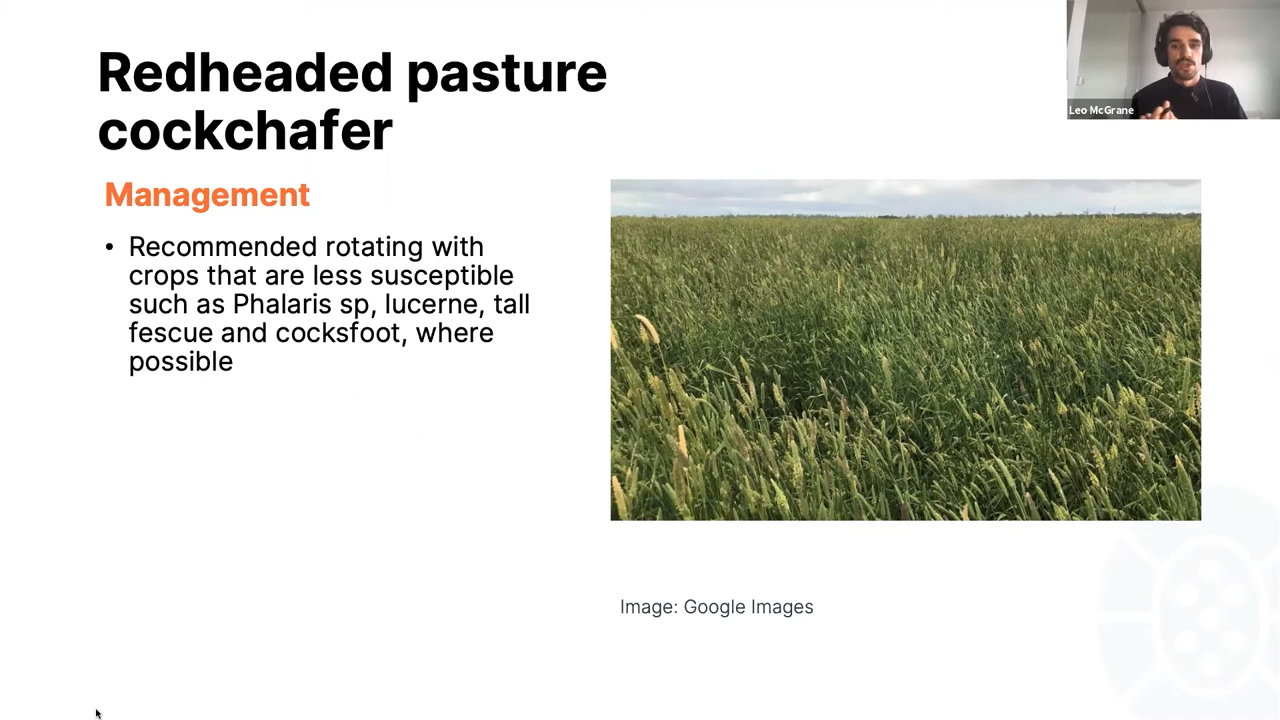 Redheaded pasture
cockchafer
Leo McGrane
Management
• Recommended rotating with
crops that are less susceptible
such as Phalaris sp, lucerne, tall
fescue and cocksfoot, where
possible
Image: Google Images